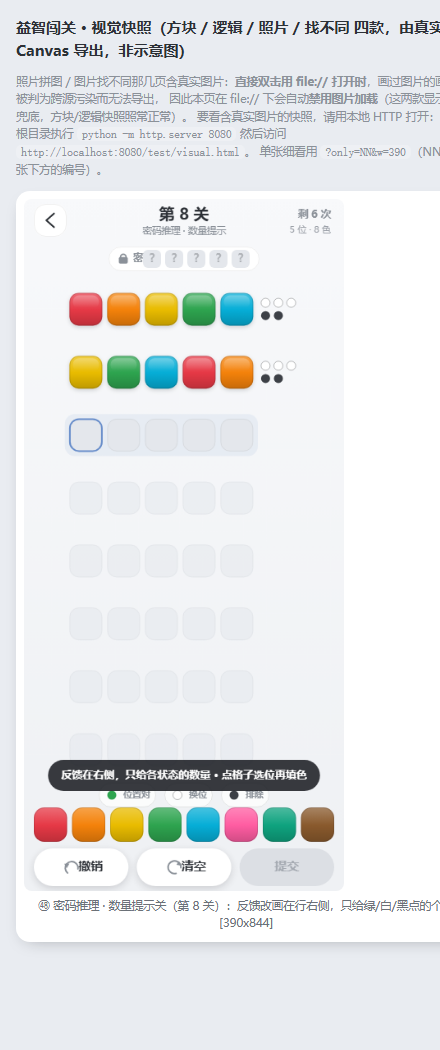 益智闯关·视觉快照（方块 / 逻辑 / 照片 / 找不同 四款，由真实
Canvas 导出，非示意图）
照片拼图 / 图片找不同那几页含真实图片：直接双击用 file:// 打开时，画过图片的画
被判为跨源污染而无法导出， 因此本页在 file:// 下会自动禁用图片加载（这两款显示
兜底，方块/逻辑快照照常正常）。 要看含真实图片的快照，请用本地 HTTP 打开：
根目录执行 python -m http.server 8080 然后访问
http://localhost:8080/test/visual.html 。 单张细看用 ?only=NN&w=390 （NN
张下方的编号）。
第 8 关
剩 6 次
密码推理 · 数量提示
5 位 · 8 色
密 ? ? ? ? ?
反馈在右侧，只给各状态的数量 · 点格子选位再填色
位置对 换位 排除
撤销 清空 提交
㊽ 密码推理 · 数量提示关（第 8 关）：反馈改画在行右侧，只给绿/白/黑点的个
[390x844]